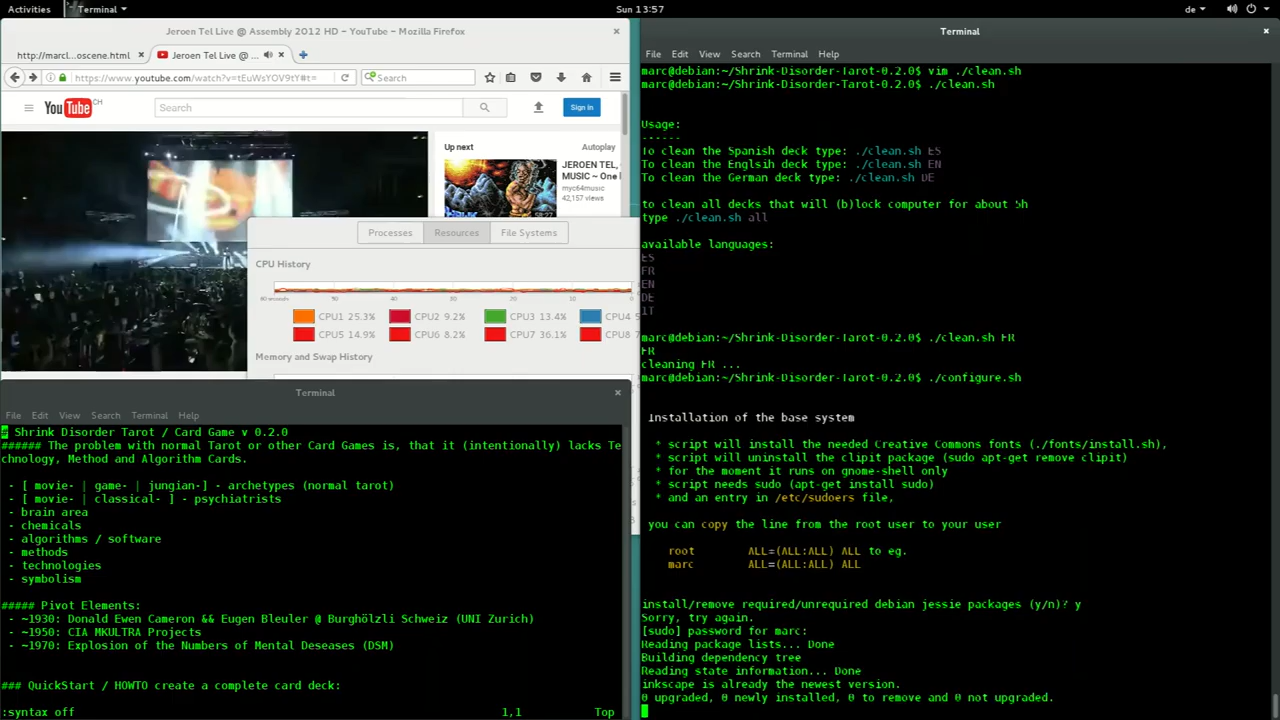 Activities
Terminal
Sun 13:57
de
Jeroen Tel Live @ Assembly 2012 HD - YouTube - Mozilla Firefox
http://marcl...oscene.html
Jeroen Tel Live @ ...
https://www.youtube.com/watch?v=tEuWsYOV9tY#t=
Search
YouTube CH
Search
Sign In
Up next
Autoplay
JEROEN TEL,
MUSIC ~ One
myc64music
42,157 views
58:27
Processes
Resources
File Systems
CPU History
60 seconds 50 40 30 20 10 0
CPU1 25.3%
CPU2 9.2%
CPU3 13.4%
CPU4
CPU5 14.9%
CPU6 8.2%
CPU7 36.1%
CPU8
Memory and Swap History
Terminal
File Edit View Search Terminal Help
# Shrink Disorder Tarot / Card Game v 0.2.0
###### The problem with normal Tarot or other Card Games is, that it (intentionally) lacks Te
chnology, Method and Algorithm Cards.
- [ movie- | game- | jungian-] - archetypes (normal tarot)
- [ movie- | classical- ] - psychiatrists
- brain area
- chemicals
- algorithms / software
- methods
- technologies
- symbolism
##### Pivot Elements:
- ~1930: Donald Ewen Cameron && Eugen Bleuler @ Burghölzli Schweiz (UNI Zurich)
- ~1950: CIA MKULTRA Projects
- ~1970: Explosion of the Numbers of Mental Deseases (DSM)
### QuickStart / HOWTO create a complete card deck:
:syntax off 1,1 Top
Terminal
File Edit View Search Terminal Help
marc@debian:~/Shrink-Disorder-Tarot-0.2.0$ vim ./clean.sh
marc@debian:~/Shrink-Disorder-Tarot-0.2.0$ ./clean.sh
Usage:
------
To clean the Spanish deck type: ./clean.sh ES
To clean the Englsih deck type: ./clean.sh EN
To clean the German deck type: ./clean.sh DE
to clean all decks that will (b)lock computer for about 5h
type ./clean.sh all
available languages:
ES
FR
EN
DE
IT
marc@debian:~/Shrink-Disorder-Tarot-0.2.0$ ./clean.sh FR
FR
cleaning FR ...
marc@debian:~/Shrink-Disorder-Tarot-0.2.0$ ./configure.sh
Installation of the base system
* script will install the needed Creative Commons fonts (./fonts/install.sh),
* script will uninstall the clipit package (sudo apt-get remove clipit)
* for the moment it runs on gnome-shell only
* script needs sudo (apt-get install sudo)
* and an entry in /etc/sudoers file,
you can copy the line from the root user to your user
root ALL=(ALL:ALL) ALL to eg.
marc ALL=(ALL:ALL) ALL
install/remove required/unrequired debian jessie packages (y/n)? y
Sorry, try again.
[sudo] password for marc:
Reading package lists... Done
Building dependency tree
Reading state information... Done
inkscape is already the newest version.
0 upgraded, 0 newly installed, 0 to remove and 0 not upgraded.